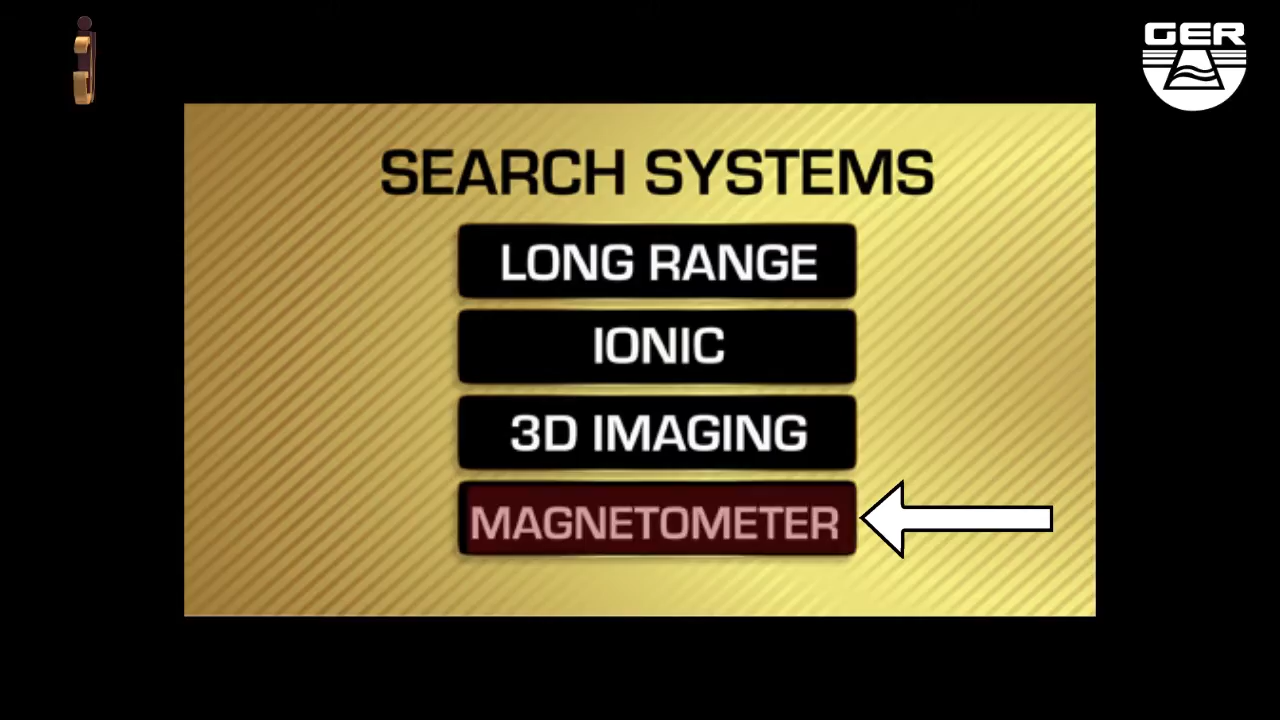 GER
SEARCH SYSTEMS
LONG RANGE
IONIC
3D IMAGING
MAGNETOMETER